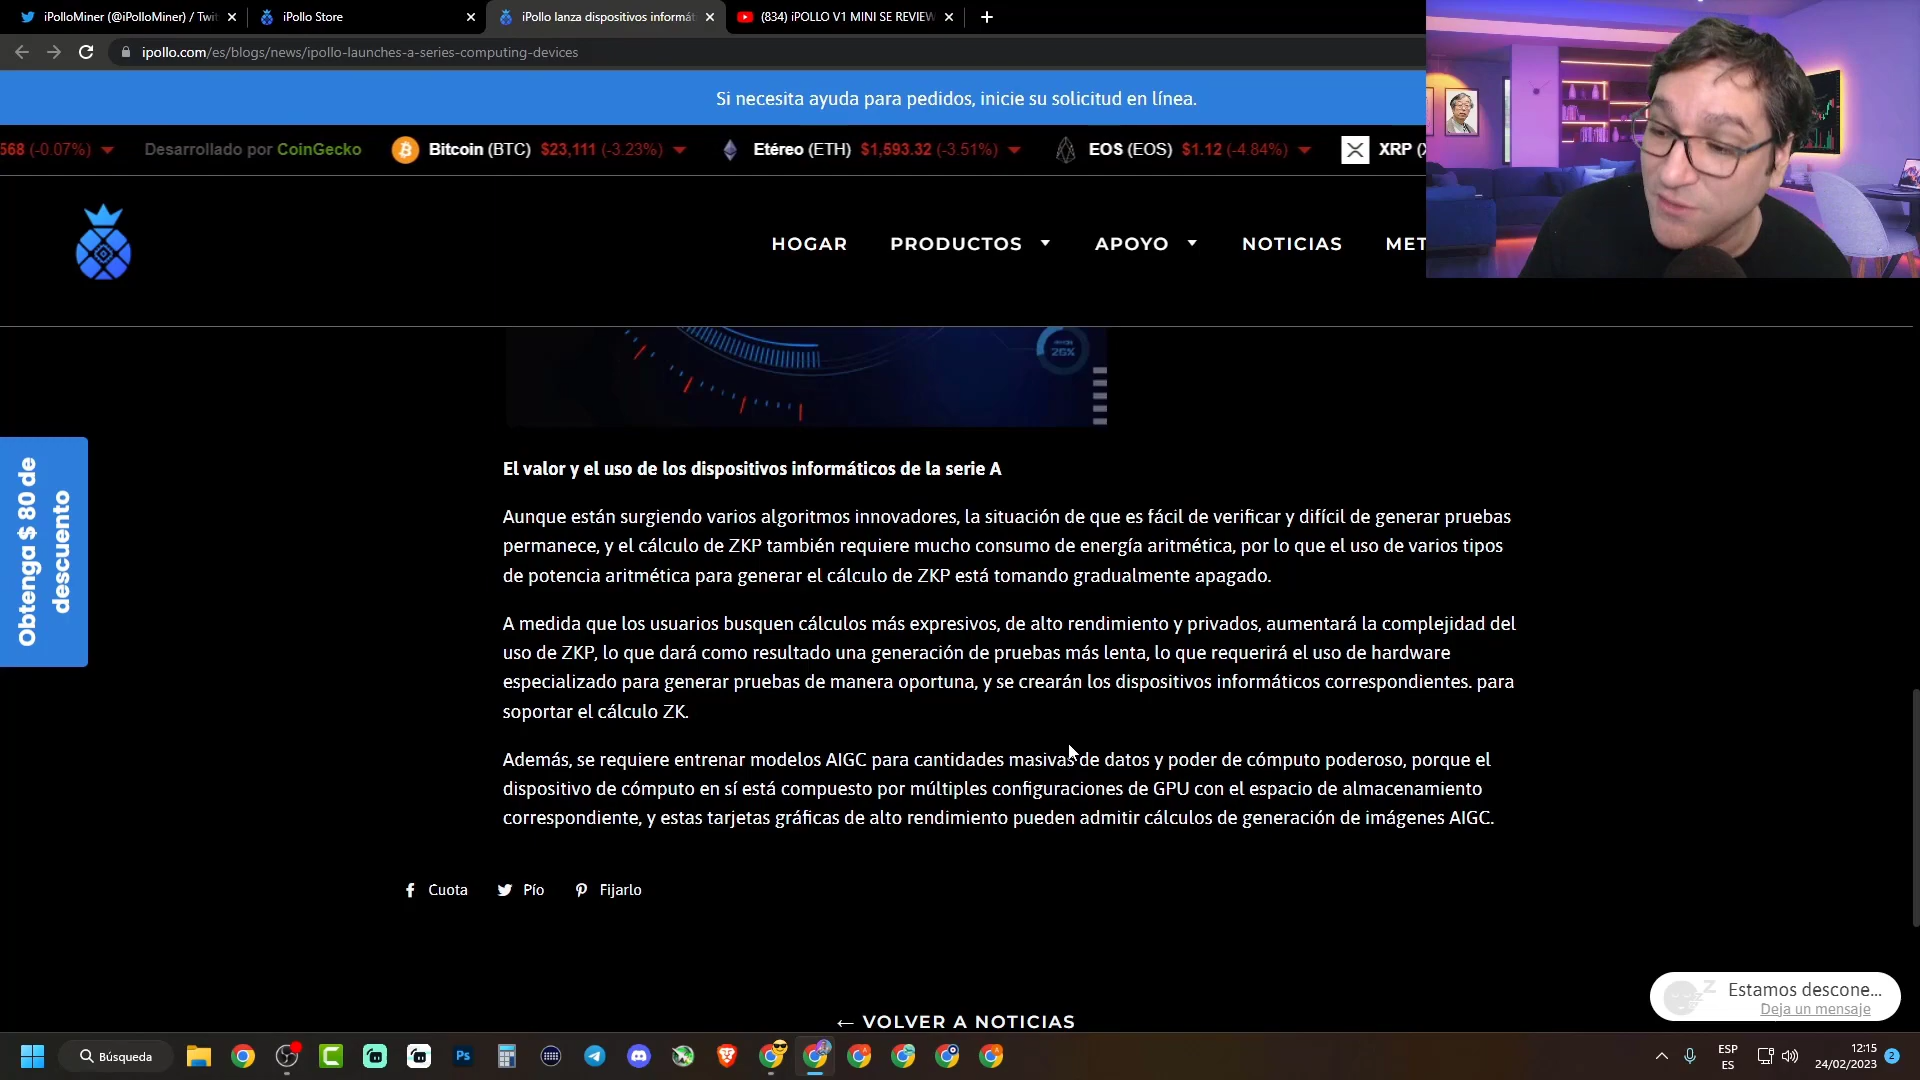 iPolloMiner (@iPolloMiner) / Twi
iPollo Store
iPollo lanza dispositivos informát
(834) iPOLLO V1 MINI SE REVIEW
ipollo.com/es/blogs/news/ipollo-launches-a-series-computing-devices
Si necesita ayuda para pedidos, inicie su solicitud en línea.
568 (-0.07%) Desarrollado por CoinGecko Bitcoin (BTC) $23,111 (-3.23%) Etéreo (ETH) $1,593.32 (-3.51%) EOS (EOS) $1.12 (-4.84%) XRP (
HOGAR PRODUCTOS APOYO NOTICIAS MET
26%
Obtenga $ 80 de
descuento
El valor y el uso de los dispositivos informáticos de la serie A
Aunque están surgiendo varios algoritmos innovadores, la situación de que es fácil de verificar y difícil de generar pruebas
permanece, y el cálculo de ZKP también requiere mucho consumo de energía aritmética, por lo que el uso de varios tipos
de potencia aritmética para generar el cálculo de ZKP está tomando gradualmente apagado.
A medida que los usuarios busquen cálculos más expresivos, de alto rendimiento y privados, aumentará la complejidad del
uso de ZKP, lo que dará como resultado una generación de pruebas más lenta, lo que requerirá el uso de hardware
especializado para generar pruebas de manera oportuna, y se crearán los dispositivos informáticos correspondientes. para
soportar el cálculo ZK.
Además, se requiere entrenar modelos AIGC para cantidades masivas de datos y poder de cómputo poderoso, porque el
dispositivo de cómputo en sí está compuesto por múltiples configuraciones de GPU con el espacio de almacenamiento
correspondiente, y estas tarjetas gráficas de alto rendimiento pueden admitir cálculos de generación de imágenes AIGC.
Cuota Pío Fijarlo
← VOLVER A NOTICIAS
Estamos descone...
Deja un mensaje
Búsqueda
Ps
ESP
ES
12:15
24/02/2023
2